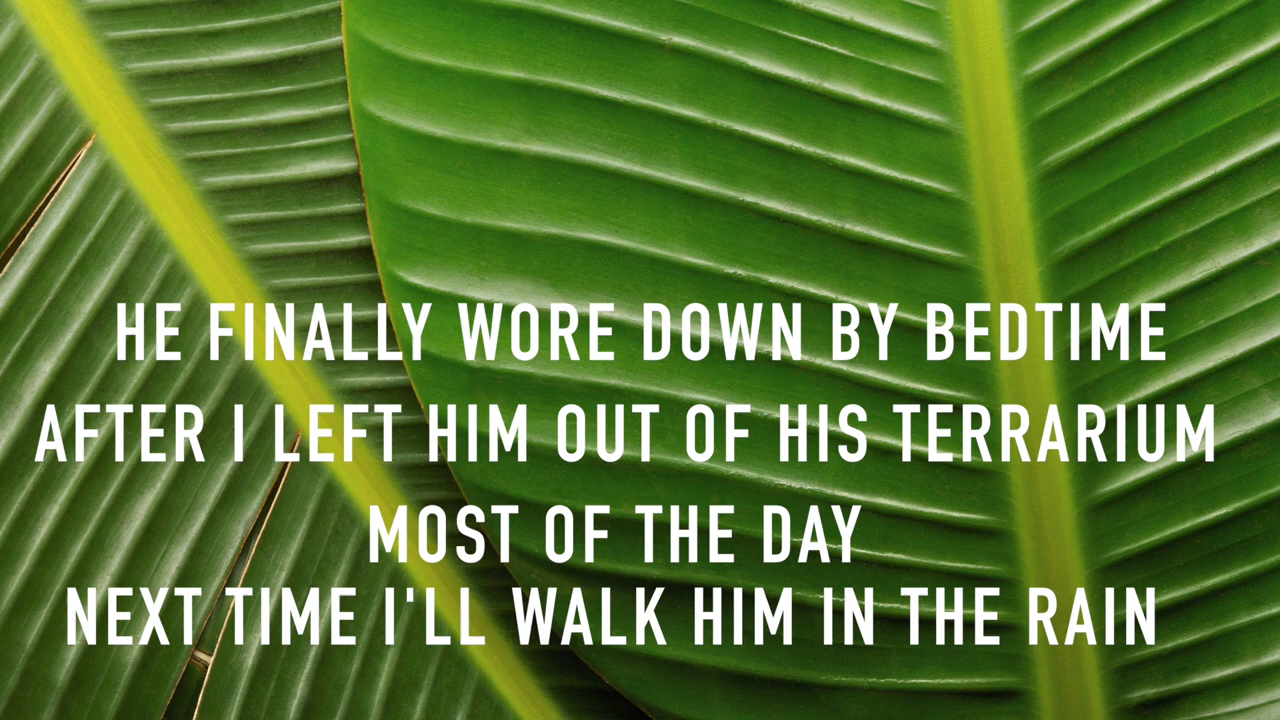 HE FINALLY WORE DOWN BY BEDTIME
AFTER I LEFT HIM OUT OF HIS TERRARIUM
MOST OF THE DAY
NEXT TIME I'LL WALK HIM IN THE RAIN